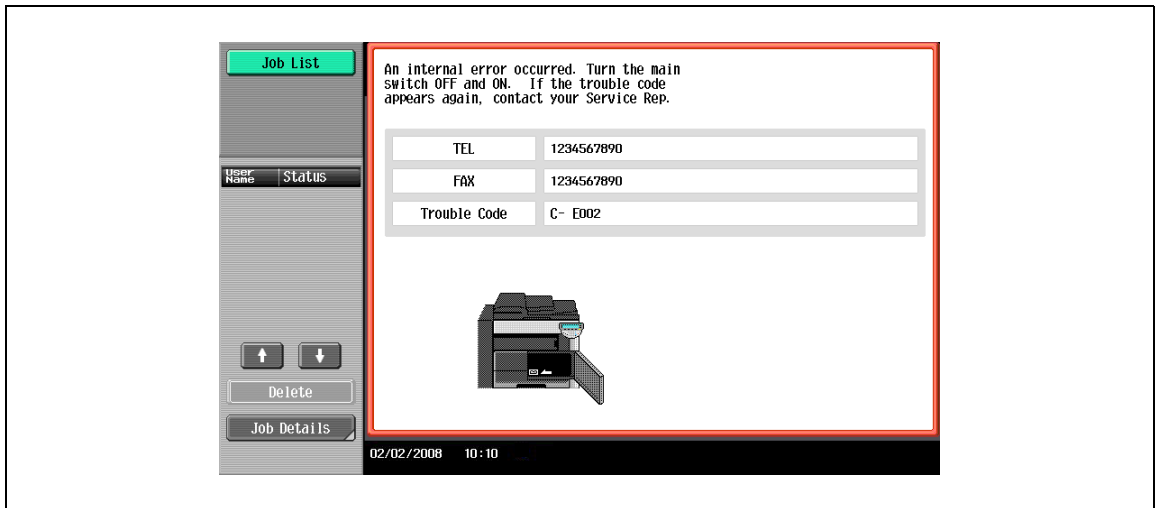 Job List
User Name Status
Delete
Job Details
An internal error occurred. Turn the main
switch OFF and ON. If the trouble code
appears again, contact your Service Rep.
TEL 1234567890
FAX 1234567890
Trouble Code C- E002
02/02/2008 10:10